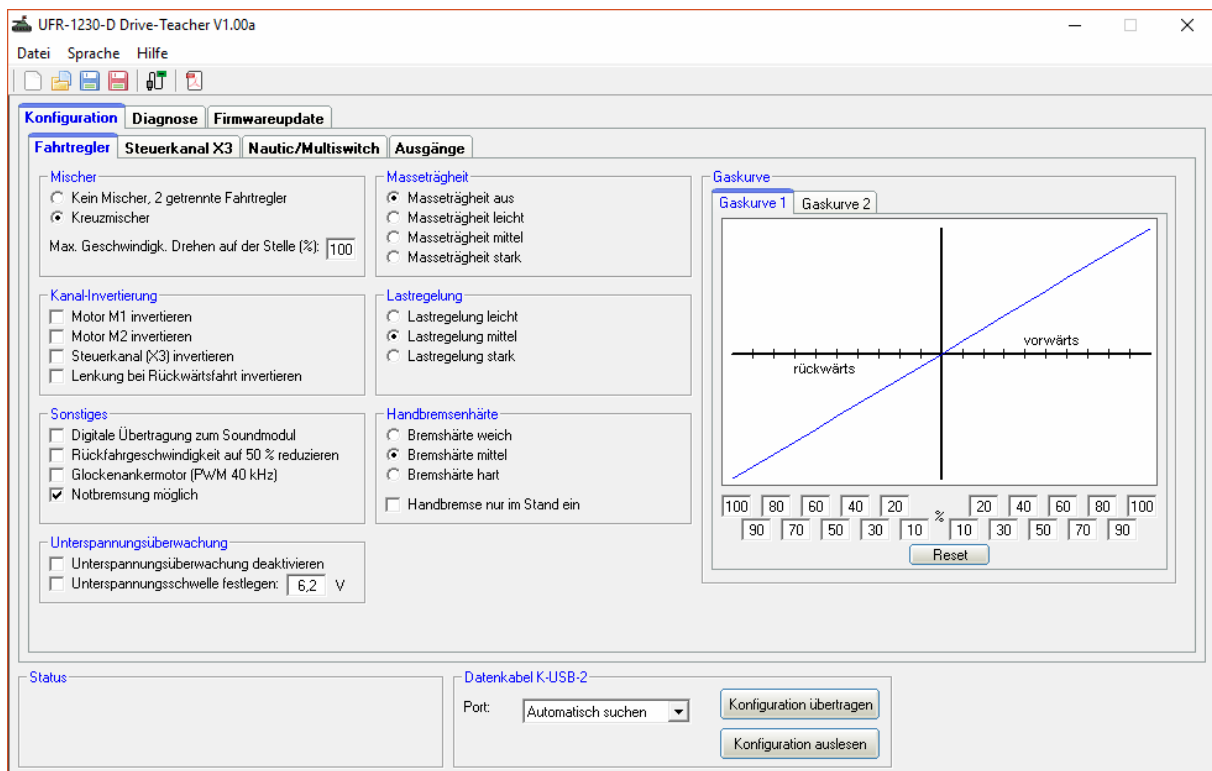 UFR-1230-D Drive-Teacher V1.00a
Datei Sprache Hilfe
Konfiguration Diagnose Firmwareupdate
Fahrtregler Steuerkanal X3 Nautic/Multiswitch Ausgänge
Mischer
Kein Mischer, 2 getrennte Fahrtregler
Kreuzmischer
Max. Geschwindigk. Drehen auf der Stelle (%): 100
Kanal-Invertierung
Motor M1 invertieren
Motor M2 invertieren
Steuerkanal (X3) invertieren
Lenkung bei Rückwärtsfahrt invertieren
Sonstiges
Digitale Übertragung zum Soundmodul
Rückfahrgeschwindigkeit auf 50 % reduzieren
Glockenankermotor (PWM 40 kHz)
Notbremsung möglich
Unterspannungsüberwachung
Unterspannungsüberwachung deaktivieren
Unterspannungsschwelle festlegen: 6,2 V
Masseträgheit
Masseträgheit aus
Masseträgheit leicht
Masseträgheit mittel
Masseträgheit stark
Lastregelung
Lastregelung leicht
Lastregelung mittel
Lastregelung stark
Handbremsenhärte
Bremshärte weich
Bremshärte mittel
Bremshärte hart
Handbremse nur im Stand ein
Gaskurve
Gaskurve 1 Gaskurve 2
vorwärts
rückwärts
100 80 60 40 20 % 20 40 60 80 100
90 70 50 30 10 10 30 50 70 90
Reset
Status
Datenkabel K-USB-2
Port: Automatisch suchen
Konfiguration übertragen
Konfiguration auslesen